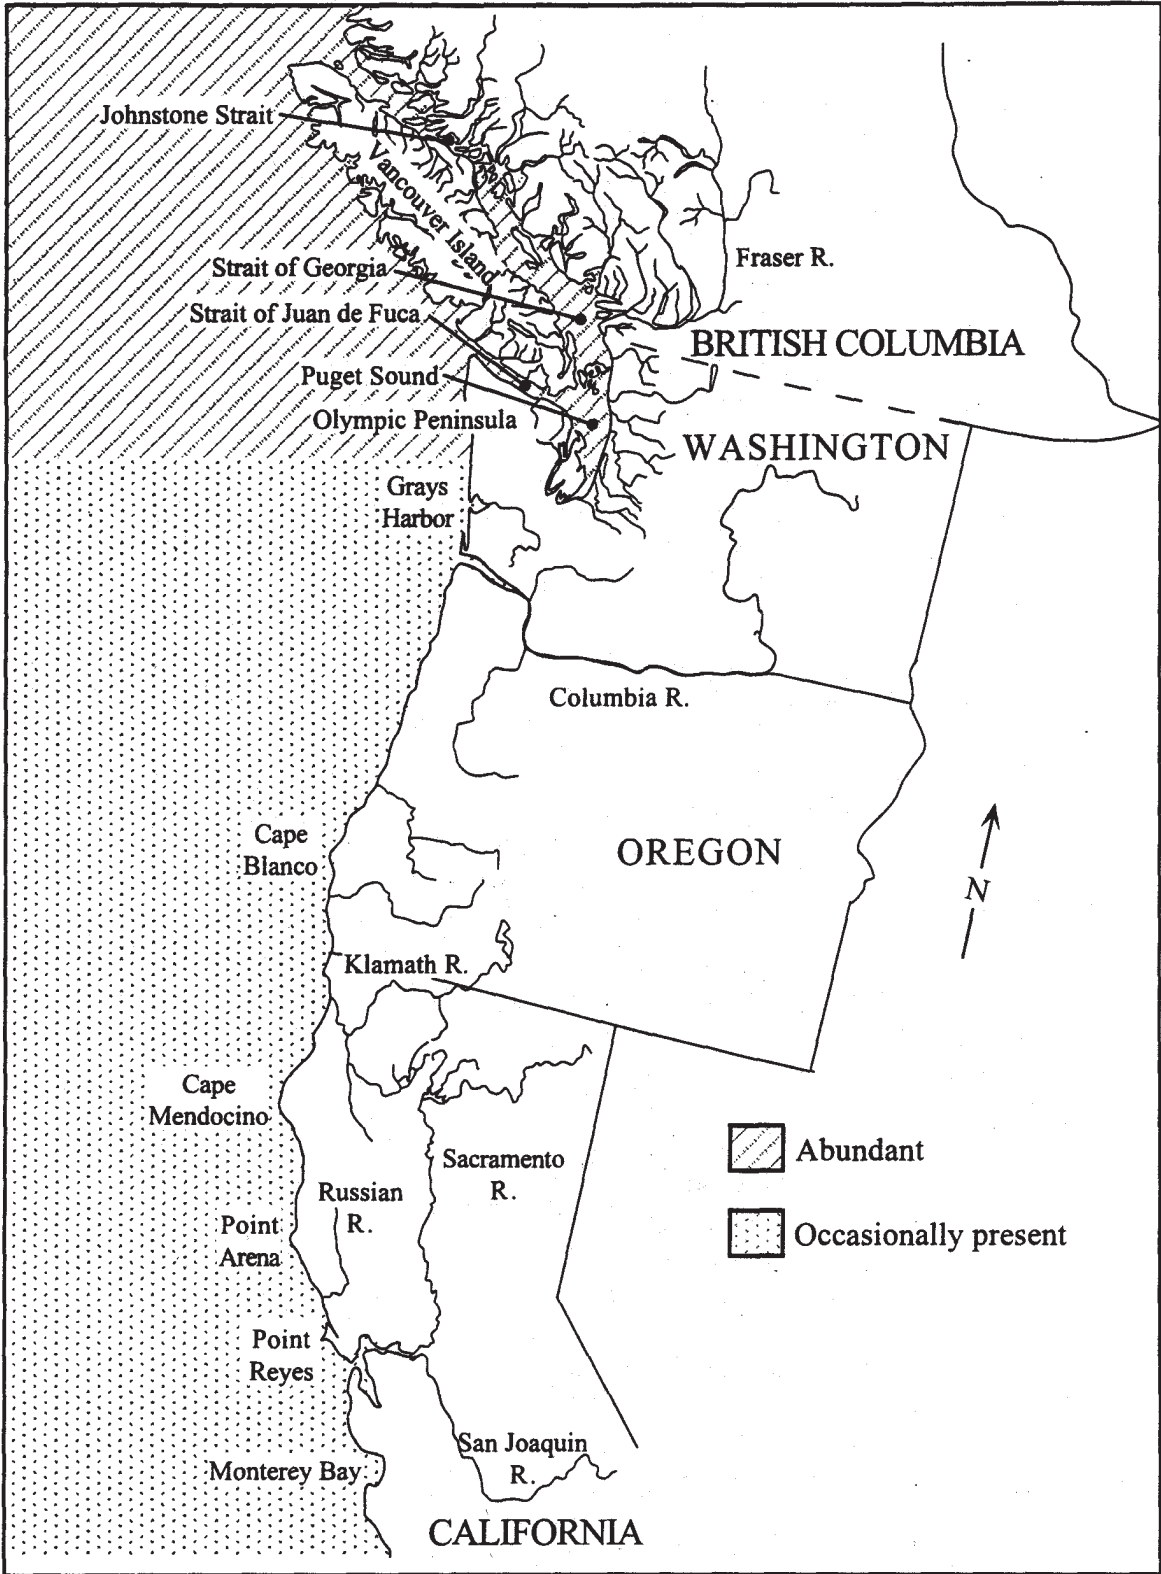 Johnstone Strait
Vancouver Island
Strait of Georgia
Fraser R.
Strait of Juan de Fuca
BRITISH COLUMBIA
Puget Sound
Olympic Peninsula
WASHINGTON
Grays
Harbor
Columbia R.
Cape
Blanco
OREGON
N
Klamath R.
Cape
Mendocino
Abundant
Sacramento
R.
Russian
R.
Point
Arena
Occasionally present
Point
Reyes
San Joaquin
R.
Monterey Bay
CALIFORNIA